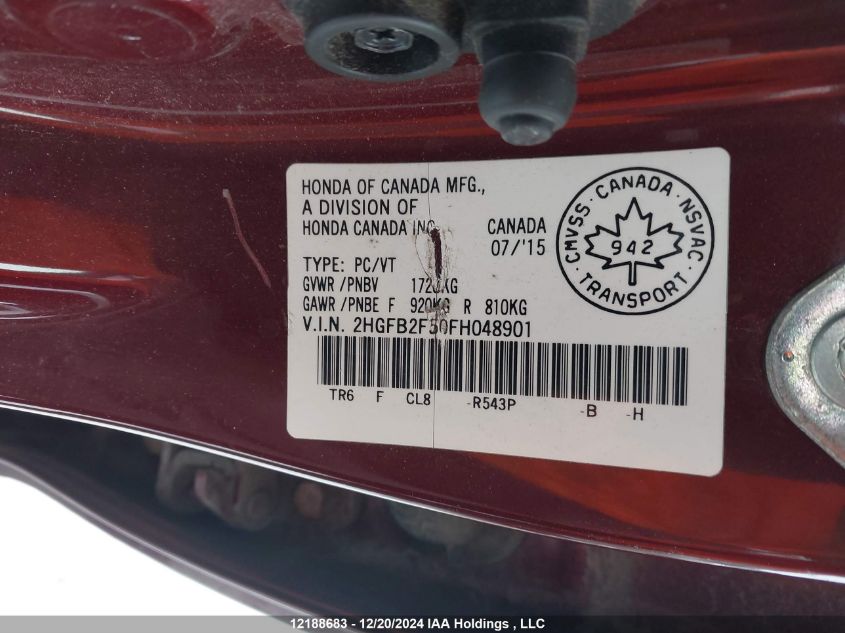 HONDA OF CANADA MFG.,
A DIVISION OF
HONDA CANADA INC.
CANADA
07/'15
TYPE: PC/VT
GVWR /PNBV
GAWR /PNBE F 920KG R 810KG
V.I.N. 2HGFB2F50FH048901
TR6 F CL8 -R543P -B -H
CMVSS · CANADA · NSVAC · TRANSPORT ·
942
12188683 - 12/20/2024 IAA Holdings , LLC